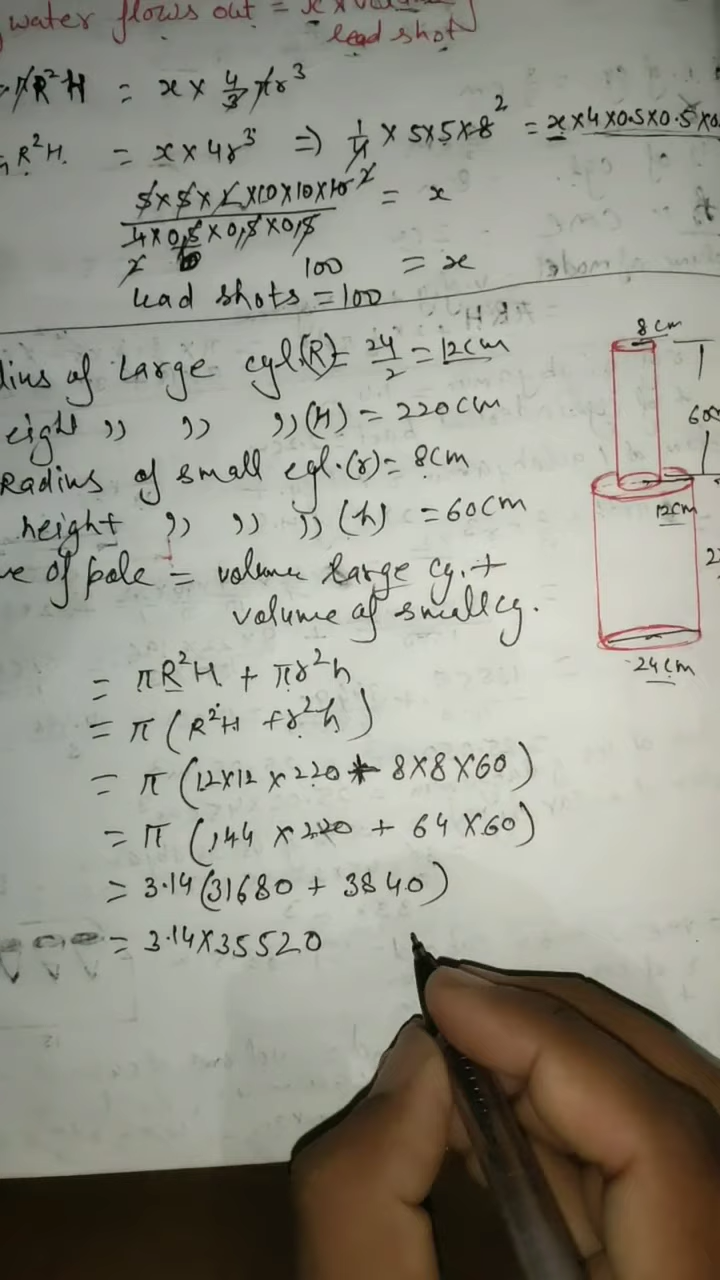 water flows out = x × volume
lead shot
πR²H = x × 4/3 πr³
R²H = x × 4r³ ⇒ 1/4 × 5×5×8 2 = x×4×0.5×0.5×0.
5×5×2×10×10×10 2 / 4×0.5×0.5×0.5 = x
2
100 = x
lead shots = 100
of Large cyl.(R) = 24/2 = 12cm
,, ,, ,, (H) = 220cm
Radius of small cyl.(r) = 8cm
height ,, ,, ,, (h) = 60cm
of pole = volume large cy. +
volume of small cy.
= πR²H + πr²h
= π (R²H + r²h)
= π (12×12 × 220 + 8×8×60)
= π (144 × 220 + 64 × 60)
= 3.14 (31680 + 3840)
= 3.14×35520
8cm
60
12cm
24cm